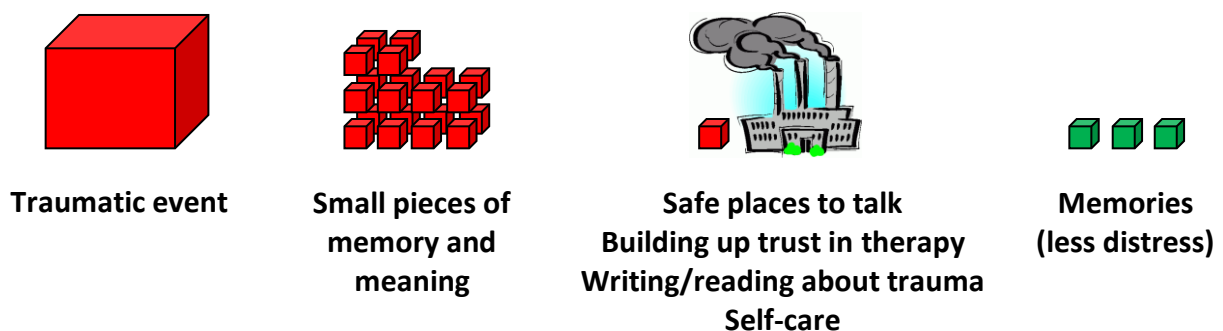 Traumatic event
Small pieces of
memory and
meaning
Safe places to talk
Building up trust in therapy
Writing/reading about trauma
Self-care
Memories
(less distress)